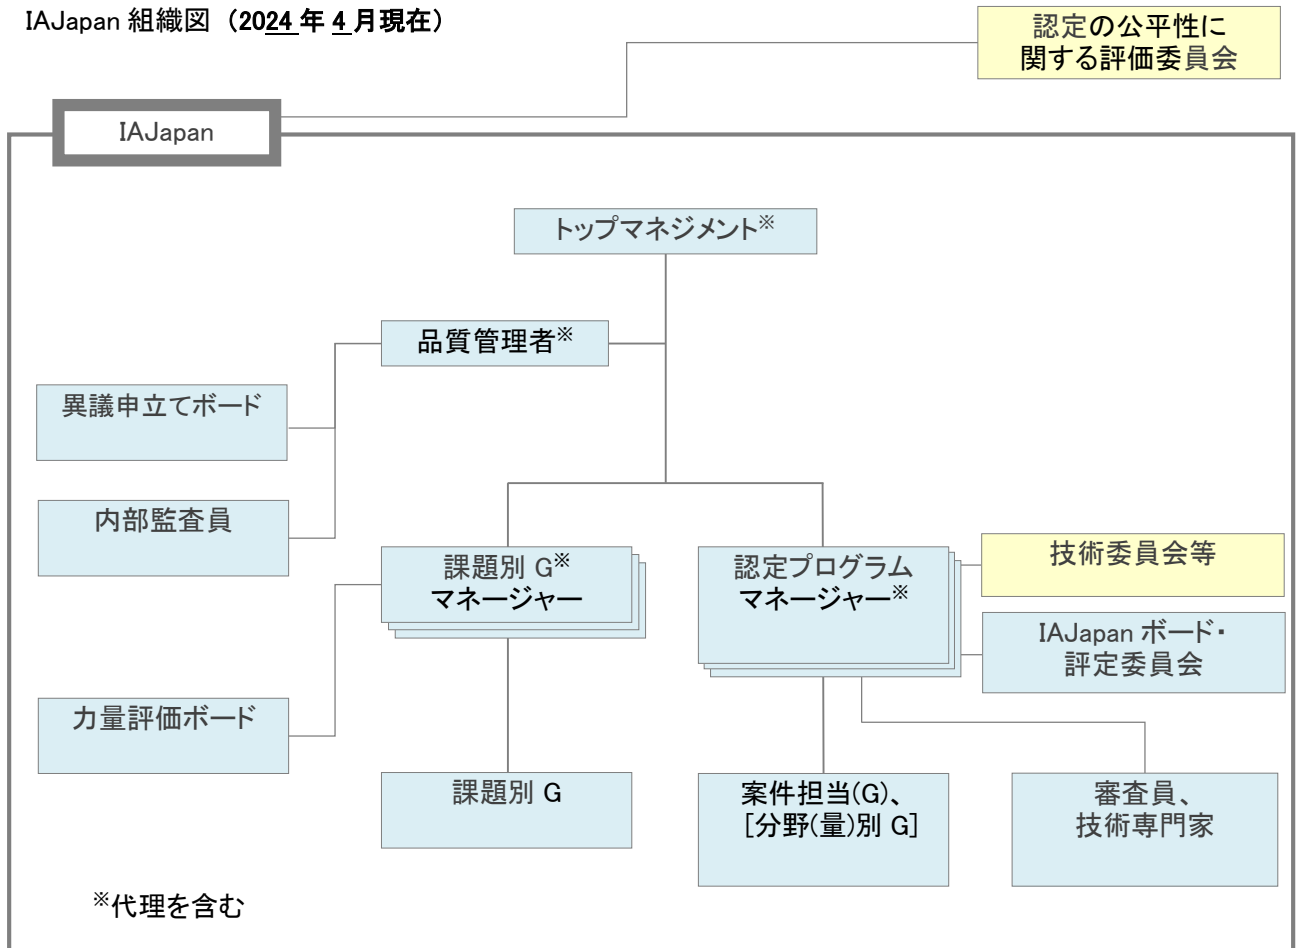 IAJapan 組織図（2024 年 4 月現在）
認定の公平性に
関する評価委員会
IAJapan
トップマネジメント※
品質管理者※
異議申立てボード
内部監査員
課題別 G※
マネージャー
認定プログラム
マネージャー※
技術委員会等
IAJapan ボード・
評定委員会
力量評価ボード
課題別 G
案件担当(G)、
［分野(量)別 G］
審査員、
技術専門家
※代理を含む